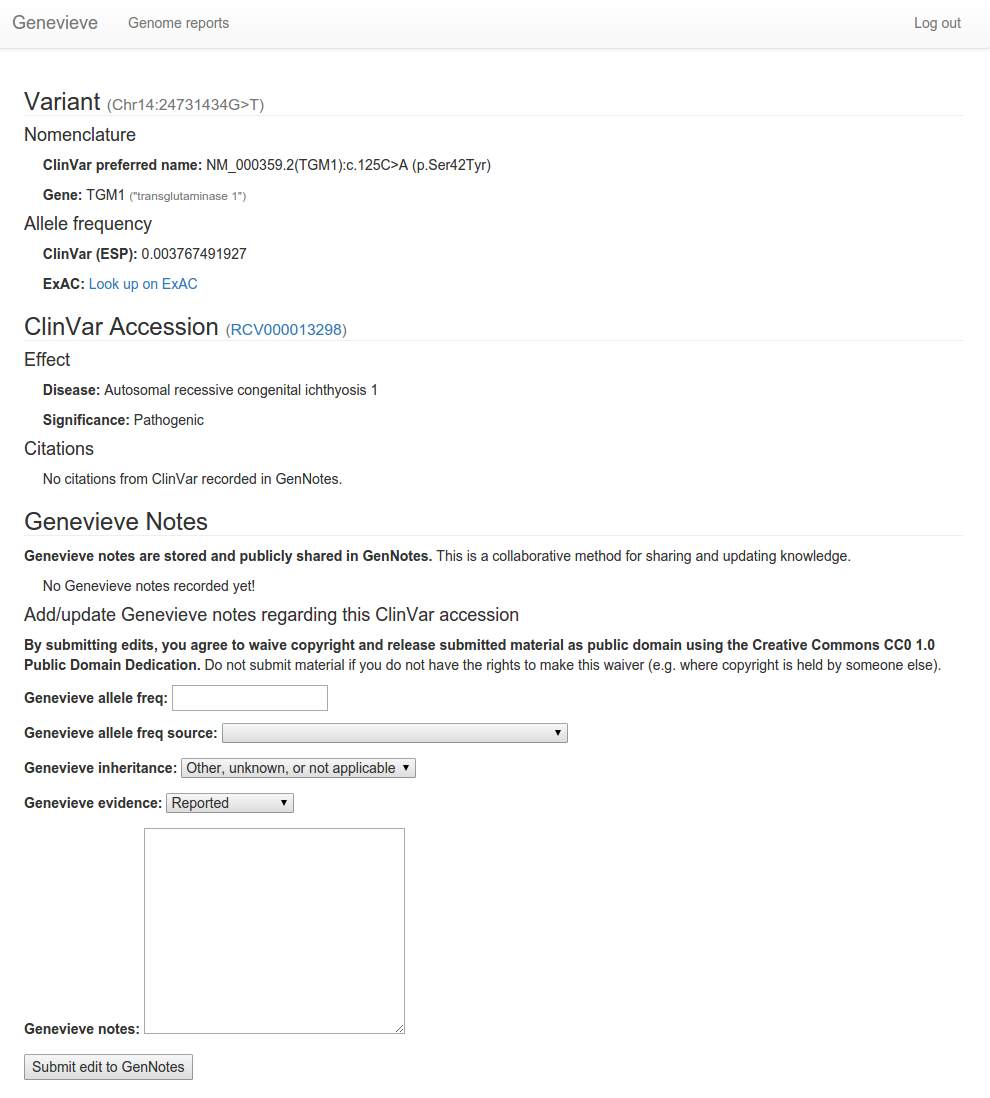 Genevieve Genome reports Log out
Variant (Chr14:24731434G>T)
Nomenclature
ClinVar preferred name: NM_000359.2(TGM1):c.125C>A (p.Ser42Tyr)
Gene: TGM1 ("transglutaminase 1")
Allele frequency
ClinVar (ESP): 0.003767491927
ExAC: Look up on ExAC
ClinVar Accession (RCV000013298)
Effect
Disease: Autosomal recessive congenital ichthyosis 1
Significance: Pathogenic
Citations
No citations from ClinVar recorded in GenNotes.
Genevieve Notes
Genevieve notes are stored and publicly shared in GenNotes. This is a collaborative method for sharing and updating knowledge.
No Genevieve notes recorded yet!
Add/update Genevieve notes regarding this ClinVar accession
By submitting edits, you agree to waive copyright and release submitted material as public domain using the Creative Commons CC0 1.0
Public Domain Dedication. Do not submit material if you do not have the rights to make this waiver (e.g. where copyright is held by someone else).
Genevieve allele freq:
Genevieve allele freq source:
Genevieve inheritance: Other, unknown, or not applicable
Genevieve evidence: Reported
Genevieve notes:
Submit edit to GenNotes